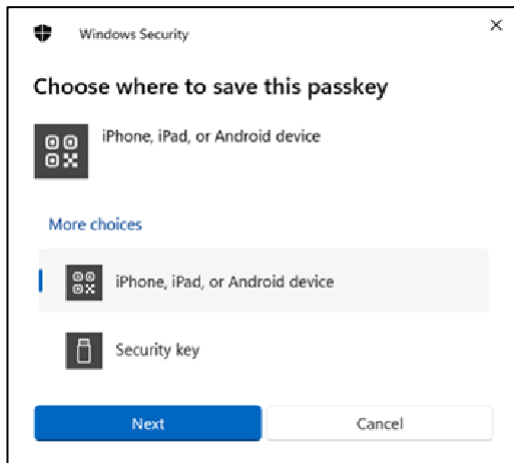 Windows Security
Choose where to save this passkey
iPhone, iPad, or Android device
More choices
iPhone, iPad, or Android device
Security key
Next
Cancel